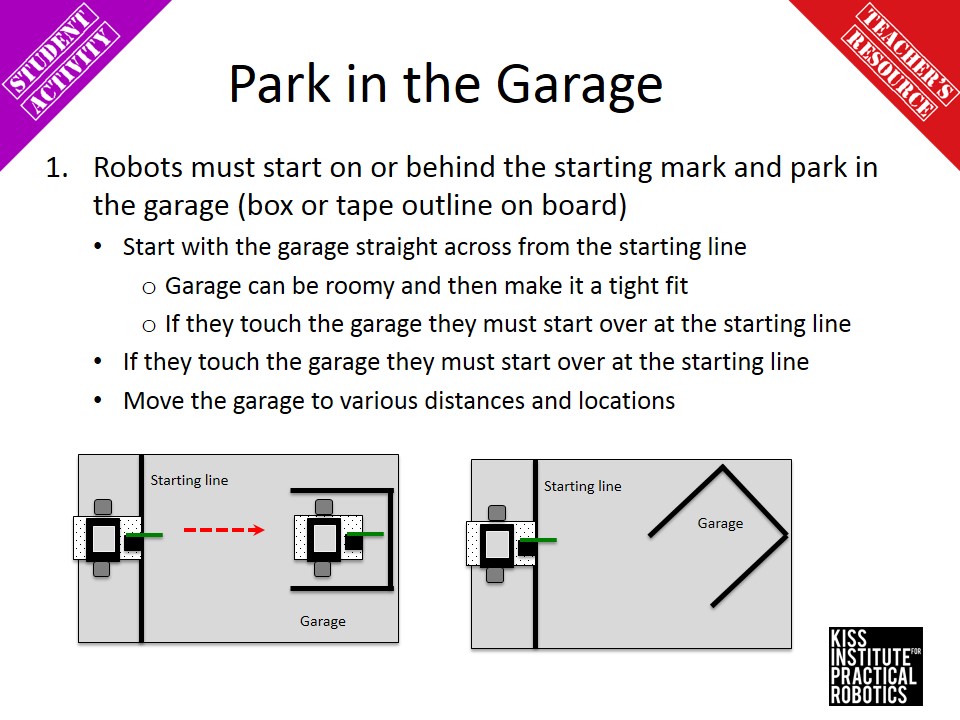 STUDENT
ACTIVITY
TEACHER'S
RESOURCE
Park in the Garage
1. Robots must start on or behind the starting mark and park in
the garage (box or tape outline on board)
• Start with the garage straight across from the starting line
o Garage can be roomy and then make it a tight fit
o If they touch the garage they must start over at the starting line
• If they touch the garage they must start over at the starting line
• Move the garage to various distances and locations
Starting line
Garage
Starting line
Garage
KISS
INSTITUTE FOR
PRACTICAL
ROBOTICS